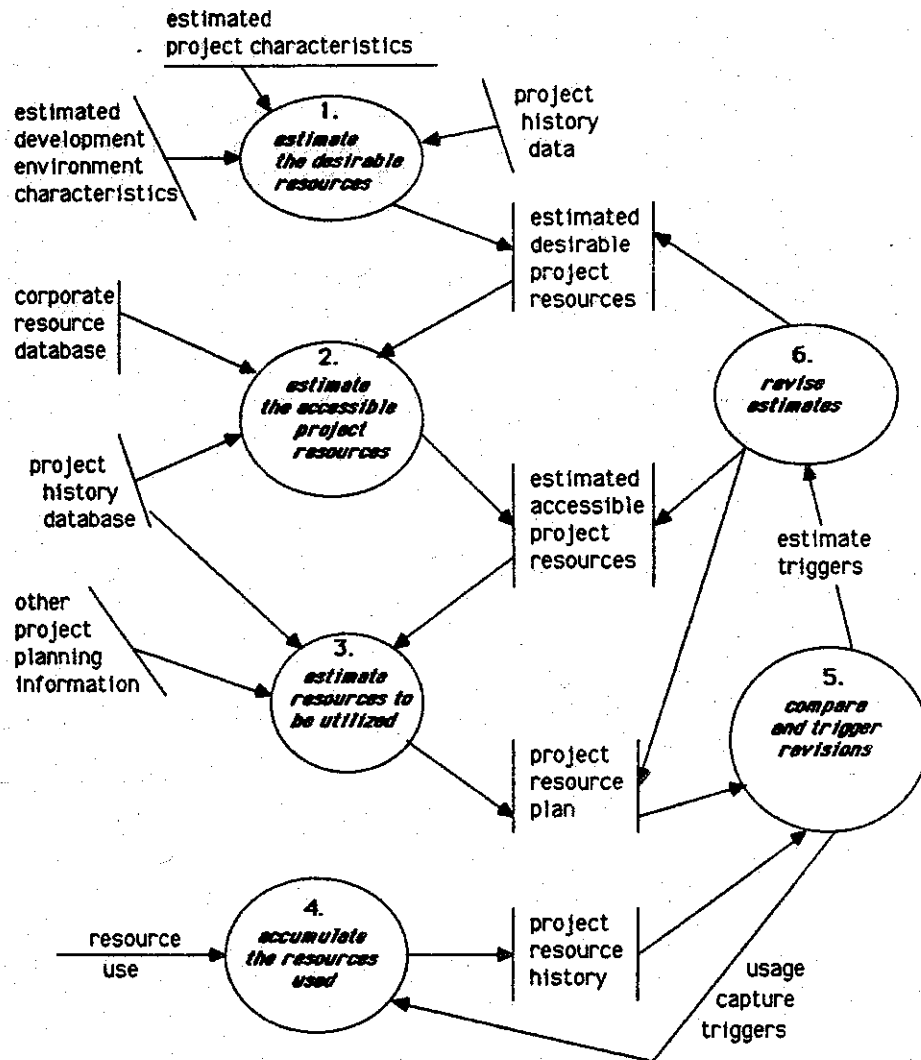 estimated
project characteristics
estimated
development
environment
characteristics
1.
estimate
the desirable
resources
project
history
data
estimated
desirable
project
resources
corporate
resource
database
2.
estimate
the accessible
project
resources
6.
revise
estimates
project
history
database
estimated
accessible
project
resources
estimate
triggers
other
project
planning
information
3.
estimate
resources to
be utilized
5.
compare
and trigger
revisions
project
resource
plan
4.
accumulate
the resources
used
resource
use
project
resource
history
usage
capture
triggers